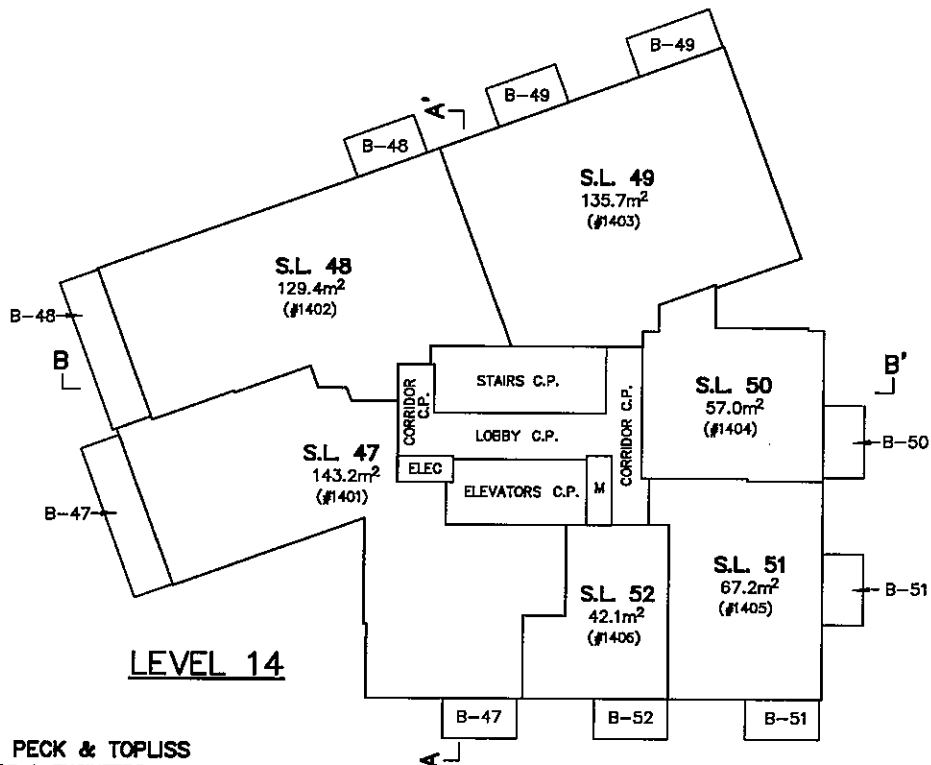 B-49
B-49
A'
B-48
S.L. 49
135.7m²
(#1403)
S.L. 48
129.4m²
(#1402)
B-48
B
B'
STAIRS C.P.
CORRIDOR
C.P.
S.L. 50
57.0m²
(#1404)
CORRIDOR C.P.
LOBBY C.P.
B-50
S.L. 47
143.2m²
(#1401)
ELEC
ELEVATORS C.P.
M
B-47
S.L. 51
67.2m²
(#1405)
B-51
S.L. 52
42.1m²
(#1406)
LEVEL 14
B-47
B-52
B-51
A
PECK & TOPLISS